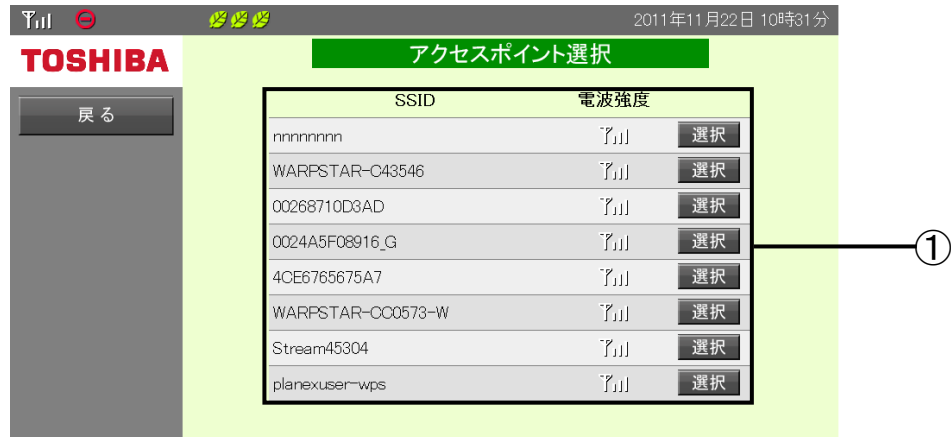 2011年11月22日 10時31分
TOSHIBA
アクセスポイント選択
戻る
SSID 電波強度
nnnnnnnn 選択
WARPSTAR-C43546 選択
00268710D3AD 選択
0024A5F08916_G 選択
①
4CE6765675A7 選択
WARPSTAR-CC0573-W 選択
Stream45304 選択
planexuser-wps 選択